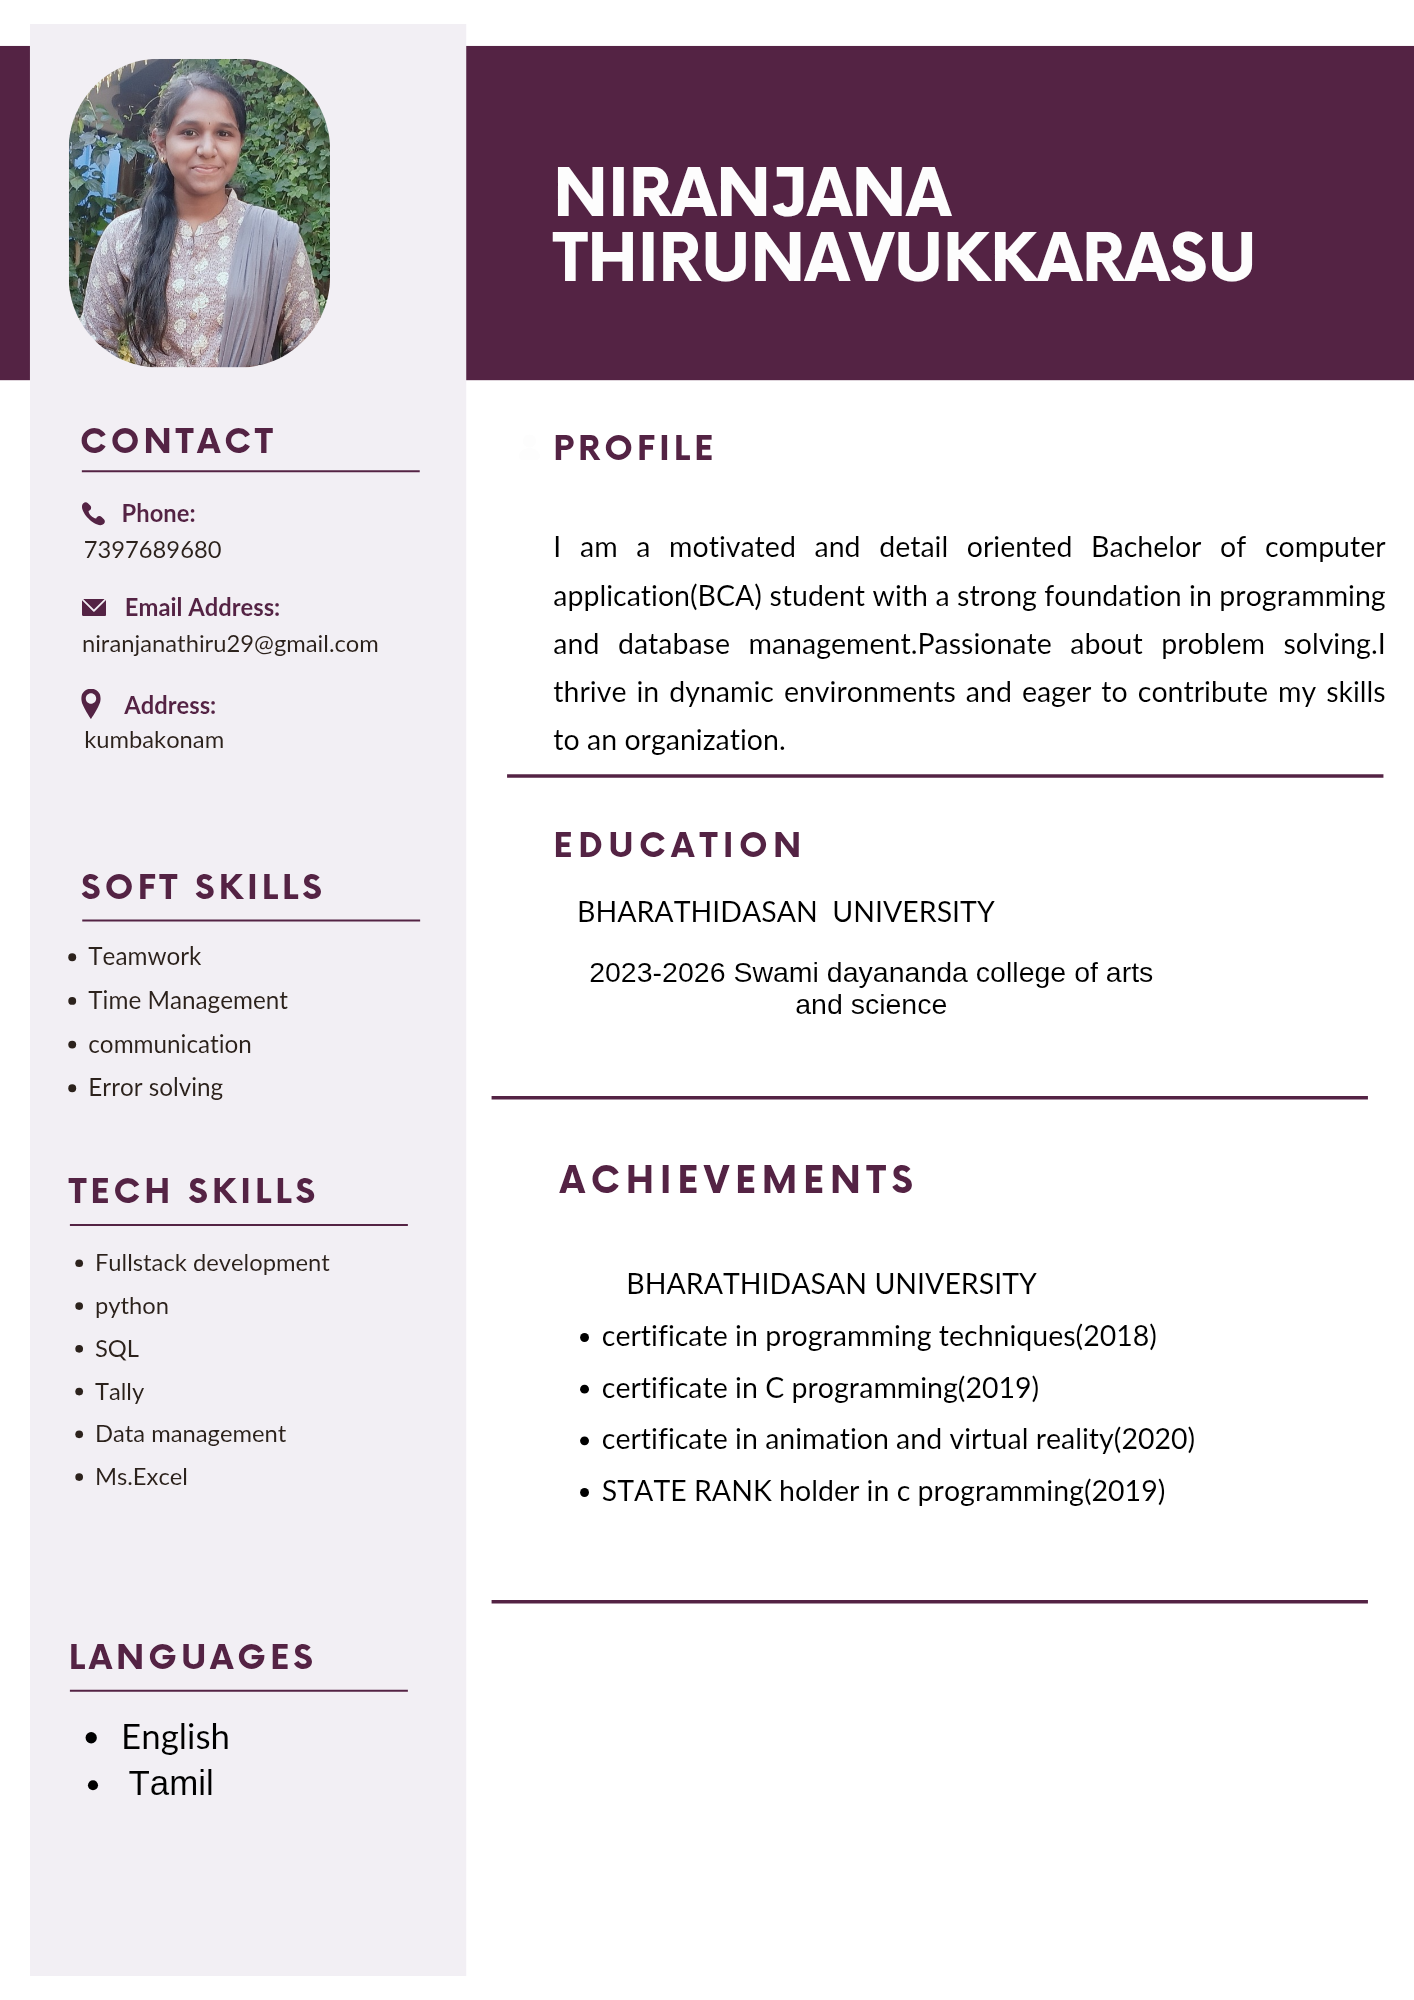 NIRANJANA
THIRUNAVUKKARASU
CONTACT
Phone:
7397689680
Email Address:
niranjanathiru29@gmail.com
Address:
kumbakonam
SOFT SKILLS
• Teamwork
• Time Management
• communication
• Error solving
TECH SKILLS
• Fullstack development
• python
• SQL
• Tally
• Data management
• Ms.Excel
LANGUAGES
• English
• Tamil
PROFILE
I am a motivated and detail oriented Bachelor of computer
application(BCA) student with a strong foundation in programming
and database management.Passionate about problem solving.I
thrive in dynamic environments and eager to contribute my skills
to an organization.
EDUCATION
BHARATHIDASAN UNIVERSITY
2023-2026 Swami dayananda college of arts
and science
ACHIEVEMENTS
BHARATHIDASAN UNIVERSITY
• certificate in programming techniques(2018)
• certificate in C programming(2019)
• certificate in animation and virtual reality(2020)
• STATE RANK holder in c programming(2019)